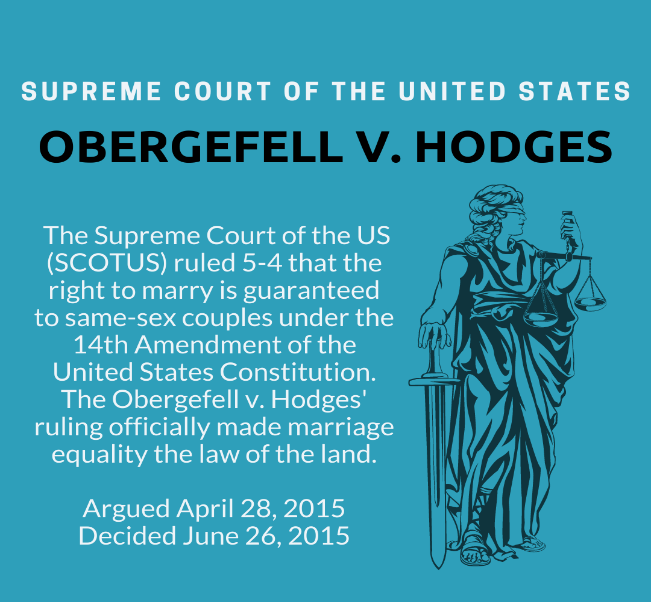 SUPREME COURT OF THE UNITED STATES
OBERGEFELL V. HODGES
The Supreme Court of the US
(SCOTUS) ruled 5-4 that the
right to marry is guaranteed
to same-sex couples under the
14th Amendment of the
United States Constitution.
The Obergefell v. Hodges'
ruling officially made marriage
equality the law of the land.
Argued April 28, 2015
Decided June 26, 2015